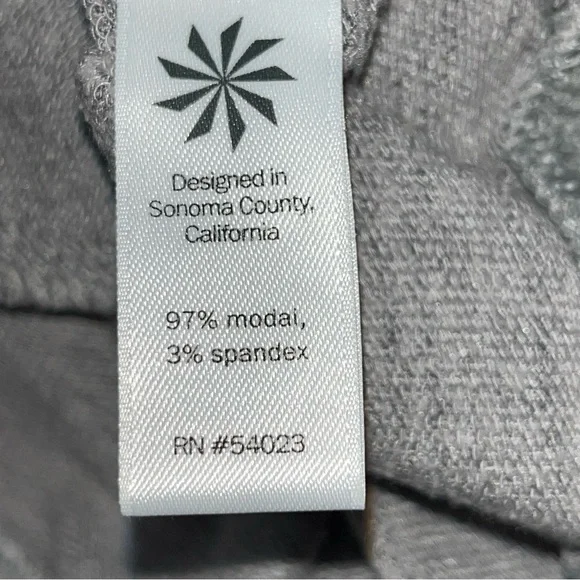 Designed in
Sonoma County,
California
97% modal,
3% spandex
RN #54023